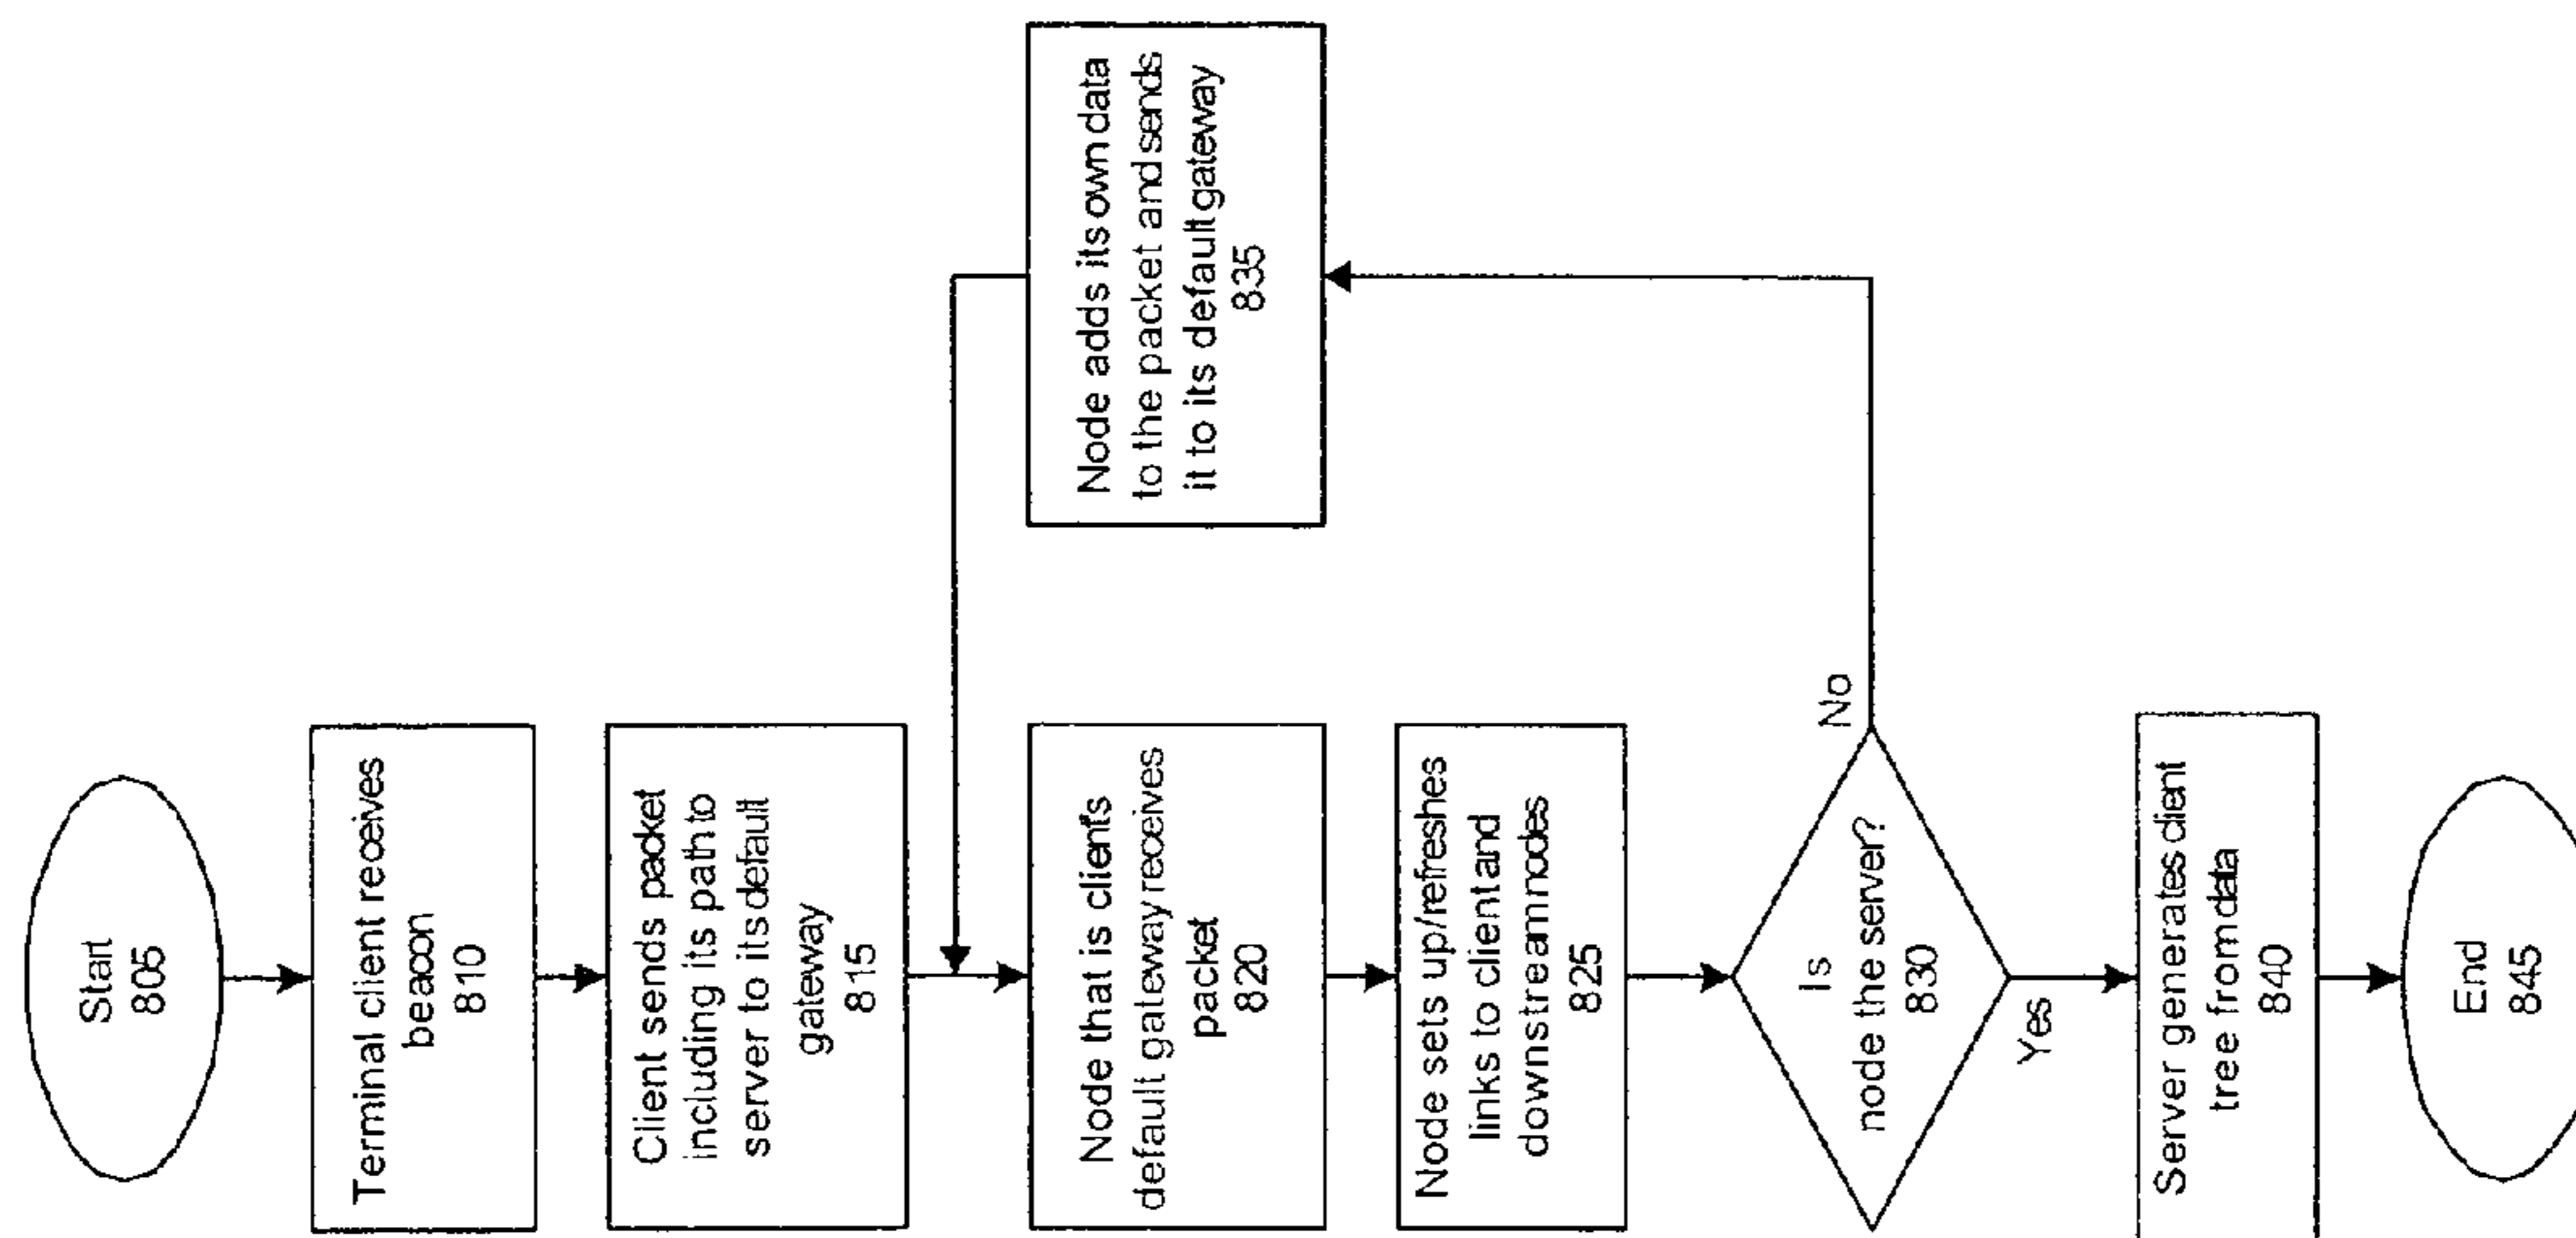 Start
805
Terminal client receives
beacon
810
Client sends packet
including its path to
server to its default
gateway
815
Node that is client's
default gateway receives
packet
820
Node sets up/refreshes
links to client and
downstream nodes
825
Is
node the server?
830
No
Yes
Node adds its own data
to the packet and sends
it to its default gateway
835
Server generates client
tree from data
840
End
845